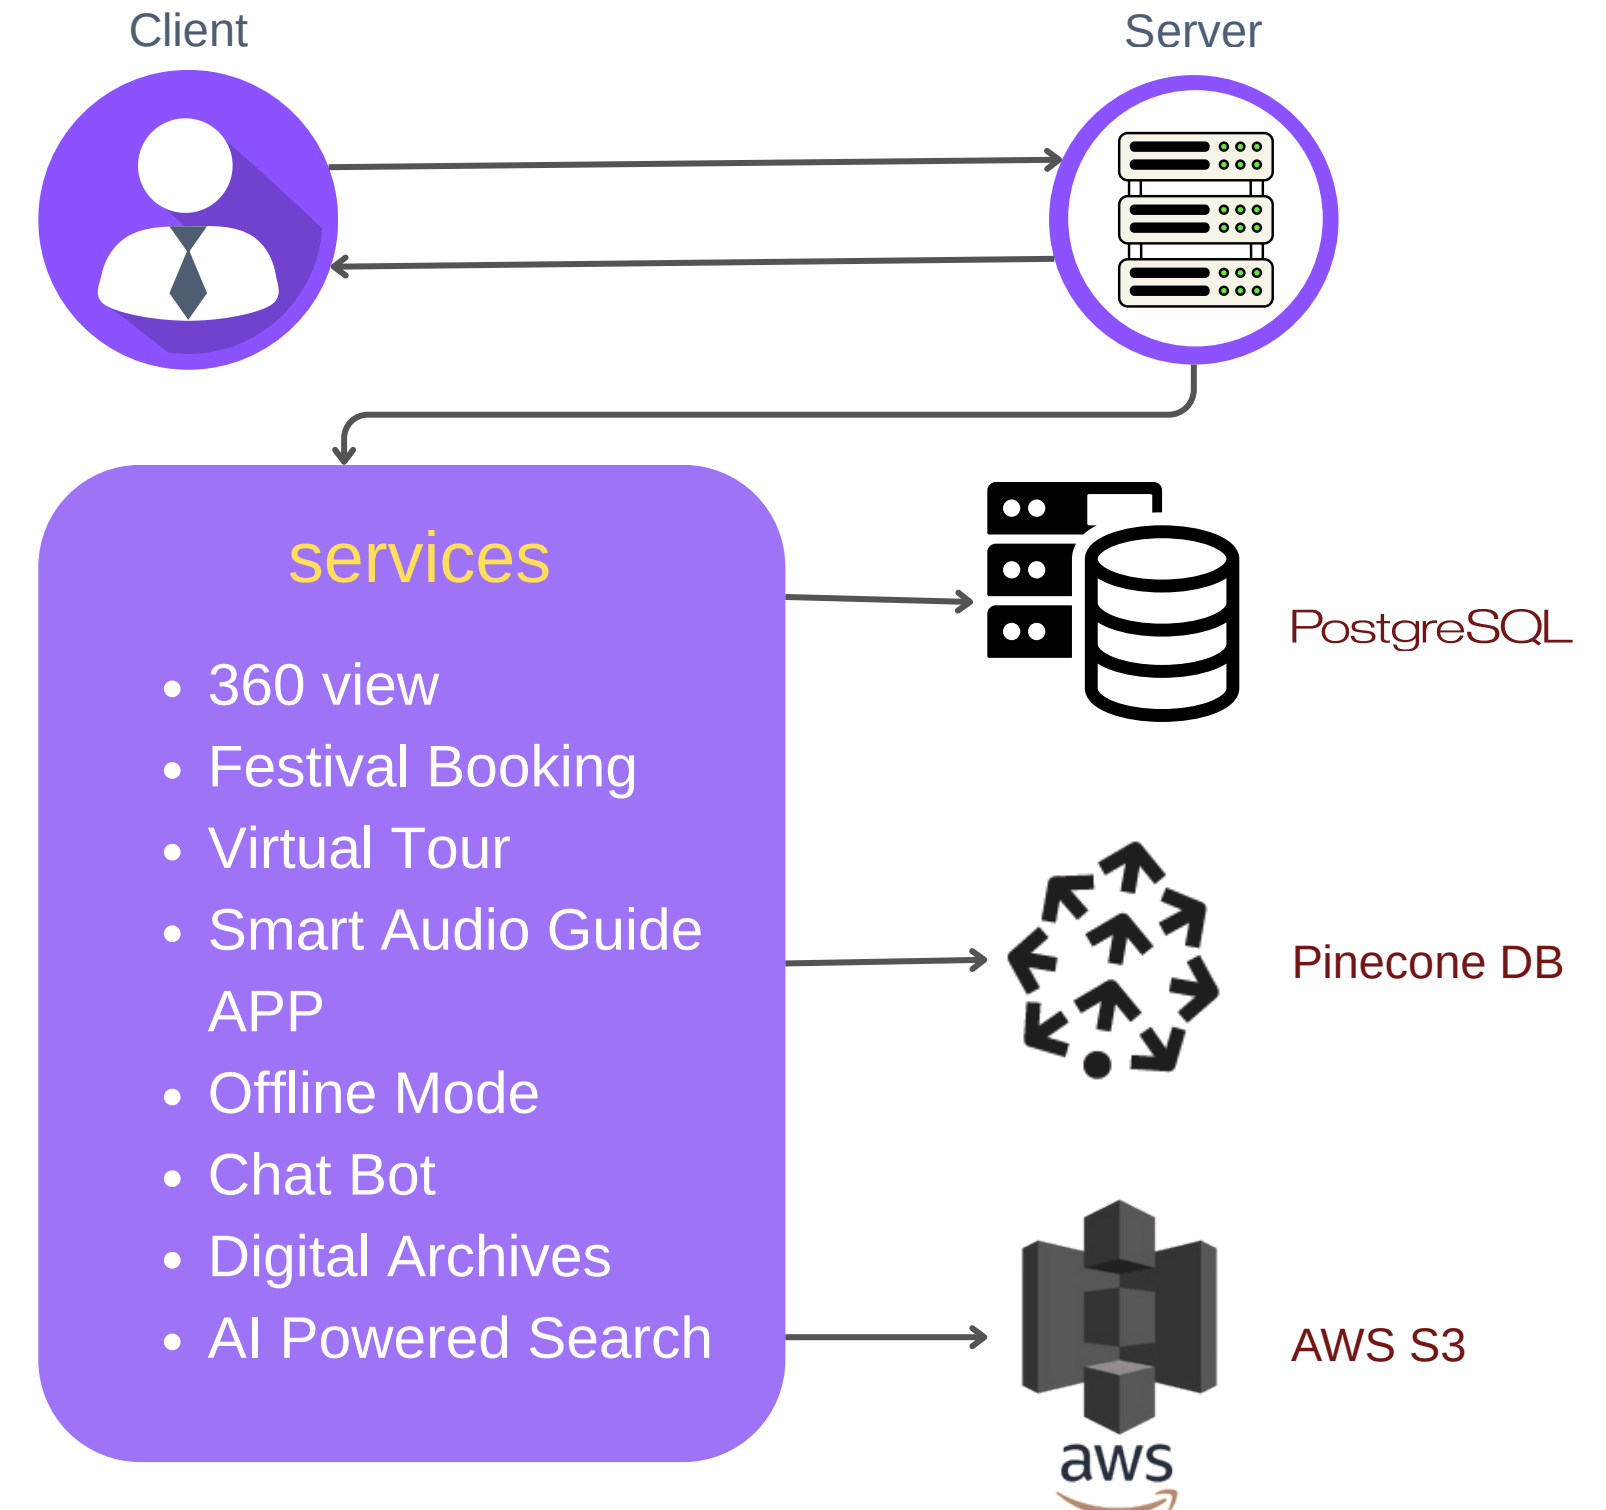 Client
Server
services
360 view
Festival Booking
Virtual Tour
Smart Audio Guide
APP
Offline Mode
Chat Bot
Digital Archives
AI Powered Search
PostgreSQL
Pinecone DB
AWS S3
aws